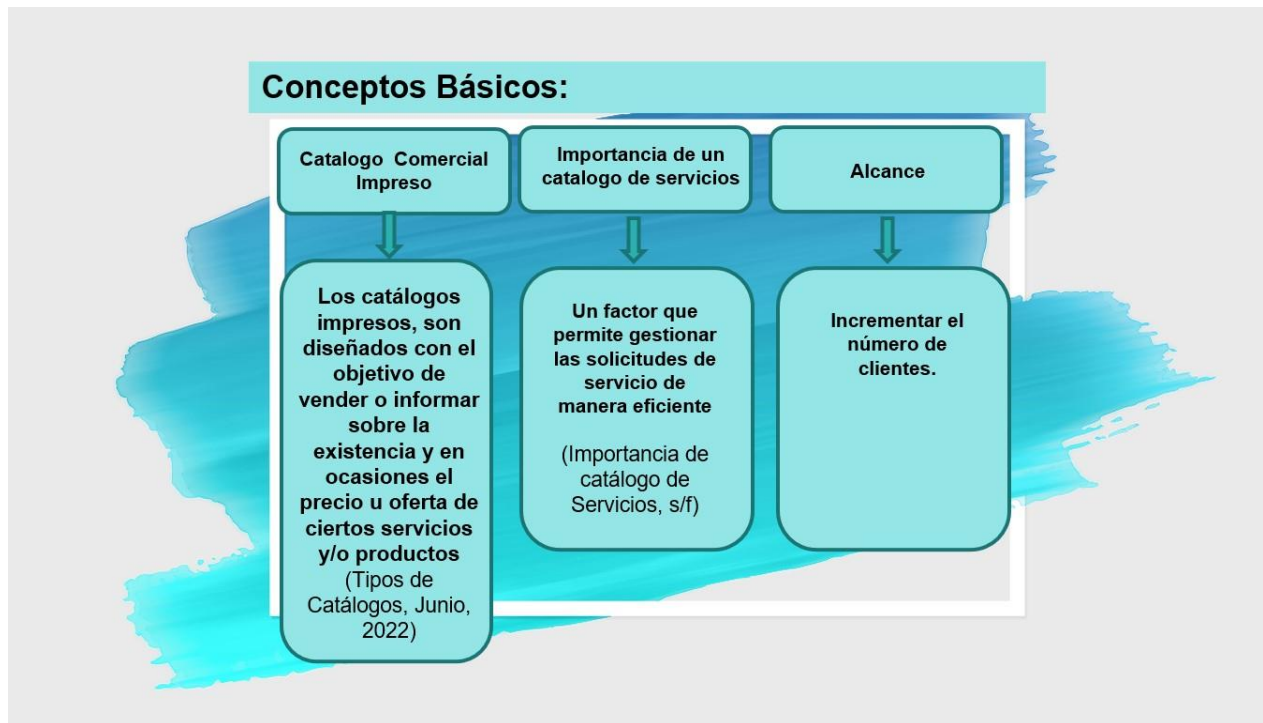 Conceptos Básicos:
Catalogo Comercial
Impreso
Importancia de un
catalogo de servicios
Alcance
Los catálogos
impresos, son
diseñados con el
objetivo de
vender o informar
sobre la
existencia y en
ocasiones el
precio u oferta de
ciertos servicios
y/o productos
(Tipos de
Catálogos, Junio,
2022)
Un factor que
permite gestionar
las solicitudes de
servicio de
manera eficiente
(Importancia de
catálogo de
Servicios, s/f)
Incrementar el
número de
clientes.